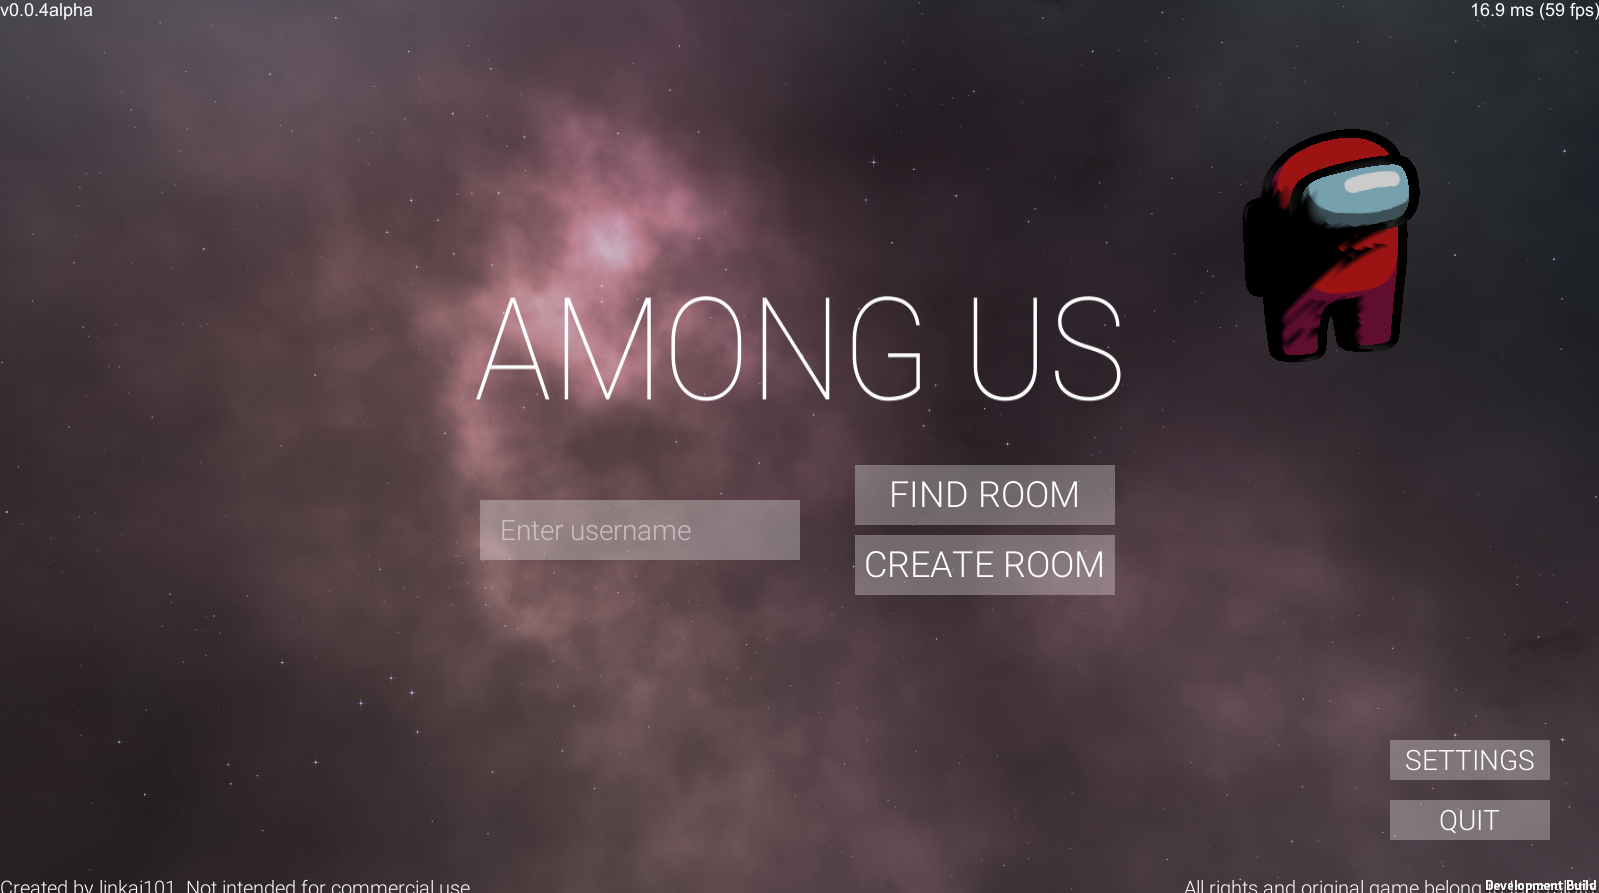 v0.0.4alpha
16.9 ms (59 fps)
AMONG US
Enter username
FIND ROOM
CREATE ROOM
SETTINGS
QUIT
Created by linkai101. Not intended for commercial use
All rights and original game belong
Development Build